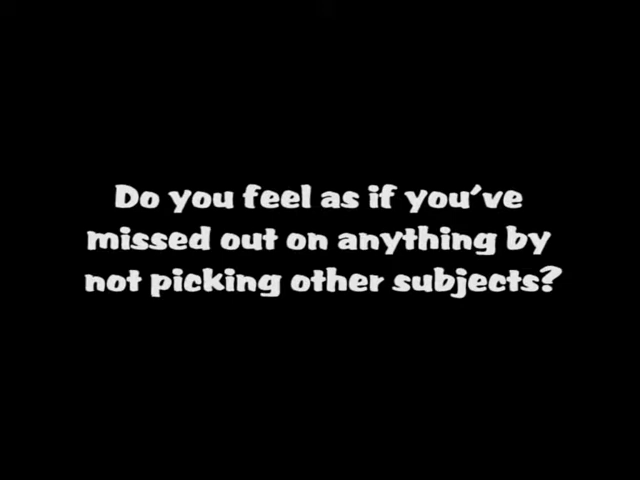 Do you feel as if you've
missed out on anything by
not picking other subjects?